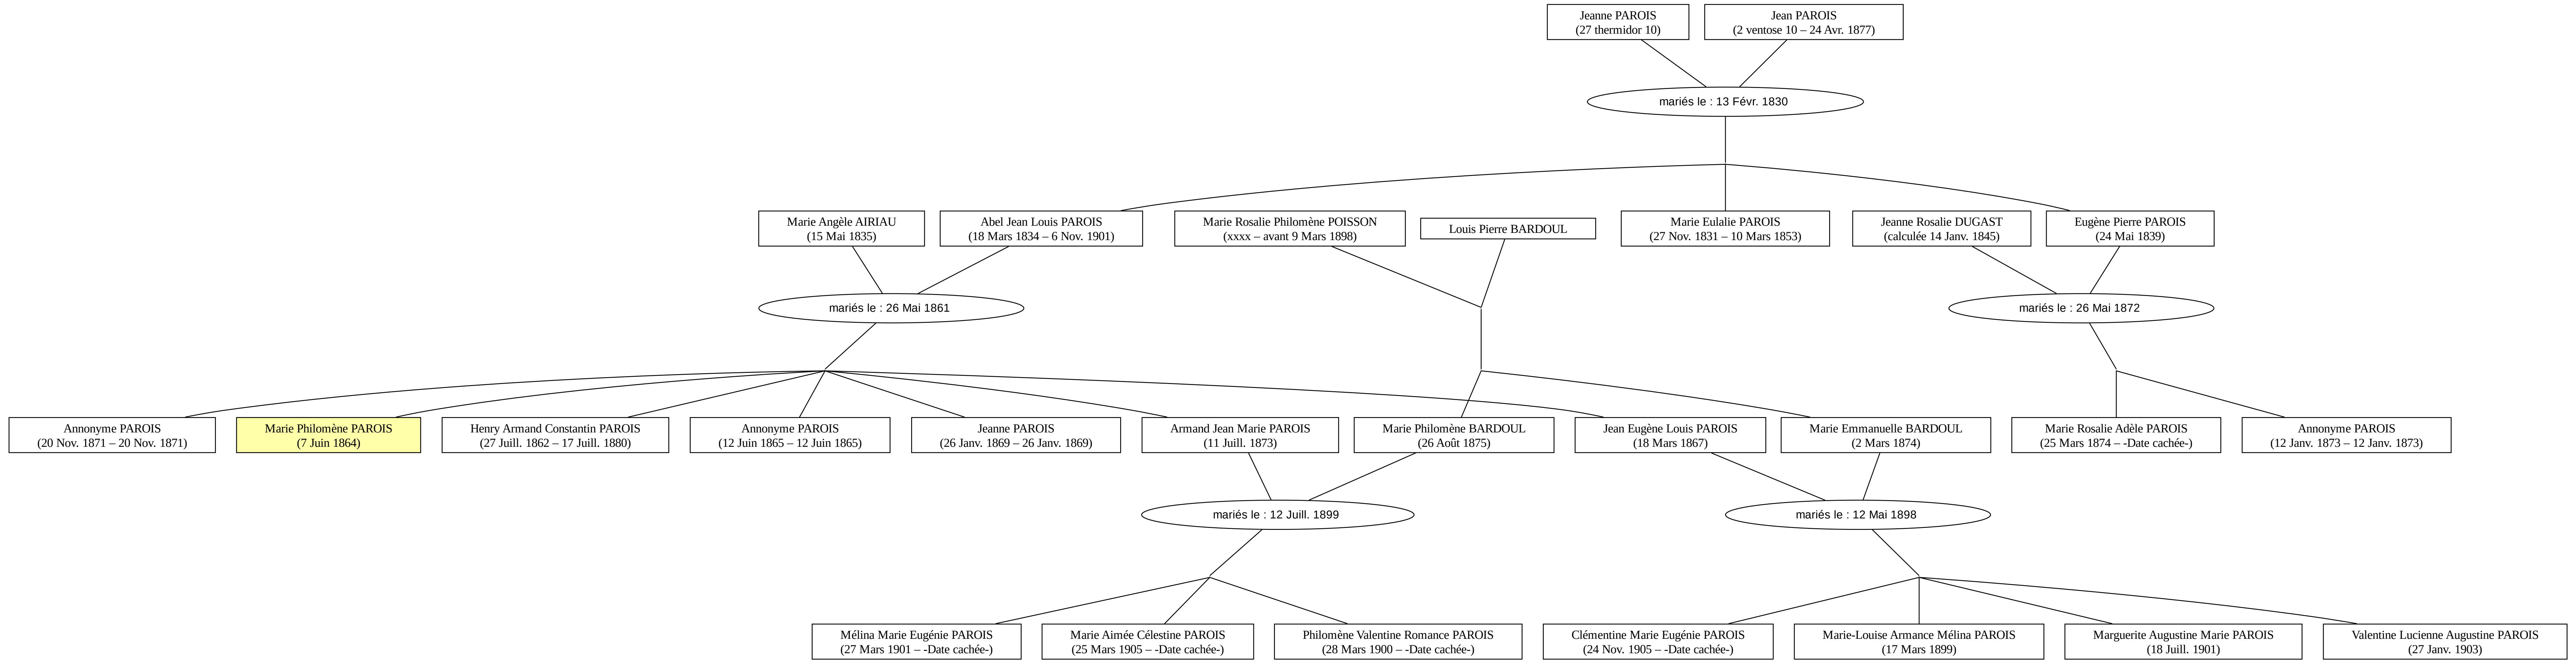 Jeanne PAROIS
(27 thermidor 10)
Jean PAROIS
(2 ventose 10 – 24 Avr. 1877)
mariés le : 13 Févr. 1830
Marie Angèle AIRIAU
(15 Mai 1835)
Abel Jean Louis PAROIS
(18 Mars 1834 – 6 Nov. 1901)
Marie Rosalie Philomène POISSON
(xxxx – avant 9 Mars 1898)
Louis Pierre BARDOUL
Marie Eulalie PAROIS
(27 Nov. 1831 – 10 Mars 1853)
Jeanne Rosalie DUGAST
(calculée 14 Janv. 1845)
Eugène Pierre PAROIS
(24 Mai 1839)
mariés le : 26 Mai 1861
mariés le : 26 Mai 1872
Annonyme PAROIS
(20 Nov. 1871 – 20 Nov. 1871)
Marie Philomène PAROIS
(7 Juin 1864)
Henry Armand Constantin PAROIS
(27 Juill. 1862 – 17 Juill. 1880)
Annonyme PAROIS
(12 Juin 1865 – 12 Juin 1865)
Jeanne PAROIS
(26 Janv. 1869 – 26 Janv. 1869)
Armand Jean Marie PAROIS
(11 Juill. 1873)
Marie Philomène BARDOUL
(26 Août 1875)
Jean Eugène Louis PAROIS
(18 Mars 1867)
Marie Emmanuelle BARDOUL
(2 Mars 1874)
Marie Rosalie Adèle PAROIS
(25 Mars 1874 – -Date cachée-)
Annonyme PAROIS
(12 Janv. 1873 – 12 Janv. 1873)
mariés le : 12 Juill. 1899
mariés le : 12 Mai 1898
Mélina Marie Eugénie PAROIS
(27 Mars 1901 – -Date cachée-)
Marie Aimée Célestine PAROIS
(25 Mars 1905 – -Date cachée-)
Philomène Valentine Romance PAROIS
(28 Mars 1900 – -Date cachée-)
Clémentine Marie Eugénie PAROIS
(24 Nov. 1905 – -Date cachée-)
Marie-Louise Armance Mélina PAROIS
(17 Mars 1899)
Marguerite Augustine Marie PAROIS
(18 Juill. 1901)
Valentine Lucienne Augustine PAROIS
(27 Janv. 1903)